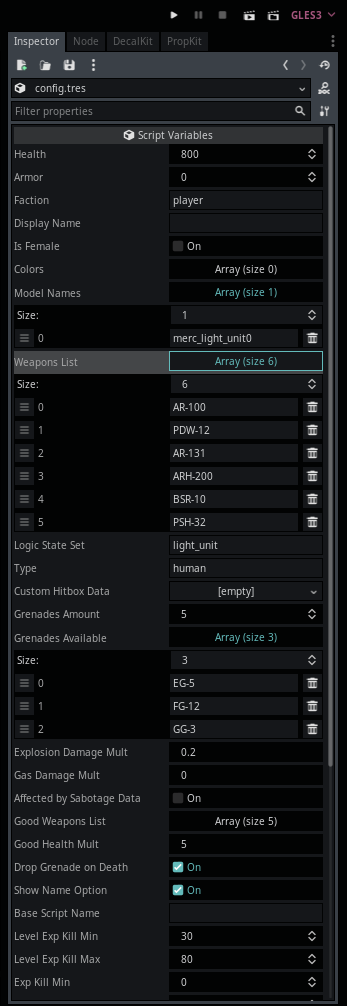 GLES3
Inspector Node DecalKit PropKit
config.tres
Filter properties
Script Variables
Health 800
Armor 0
Faction player
Display Name
Is Female On
Colors Array (size 0)
Model Names Array (size 1)
Size: 1
0 merc_light_unit0
Weapons List Array (size 6)
Size: 6
0 AR-100
1 PDW-12
2 AR-131
3 ARH-200
4 BSR-10
5 PSH-32
Logic State Set light_unit
Type human
Custom Hitbox Data [empty]
Grenades Amount 5
Grenades Available Array (size 3)
Size: 3
0 EG-5
1 FG-12
2 GG-3
Explosion Damage Mult 0.2
Gas Damage Mult 0
Affected by Sabotage Data On
Good Weapons List Array (size 5)
Good Health Mult 5
Drop Grenade on Death On
Show Name Option On
Base Script Name
Level Exp Kill Min 30
Level Exp Kill Max 80
Exp Kill Min 0